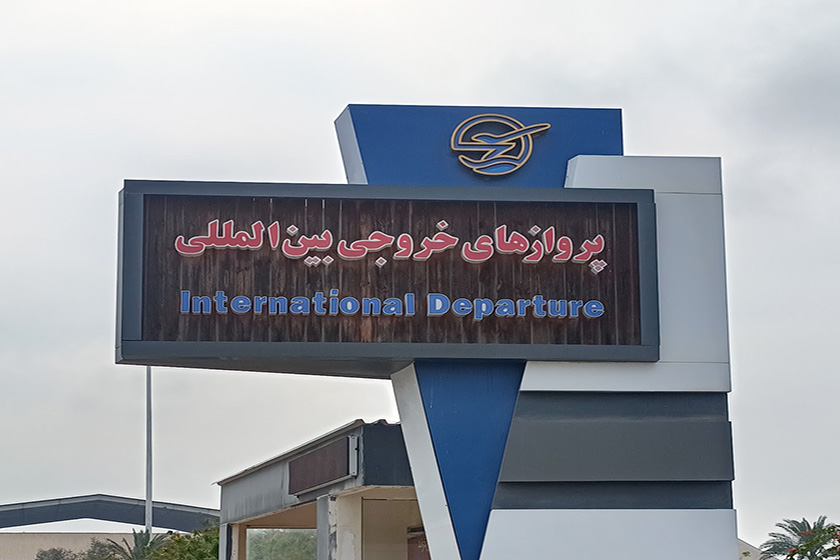 پروازهای خروجی بین‌المللی
International Departure